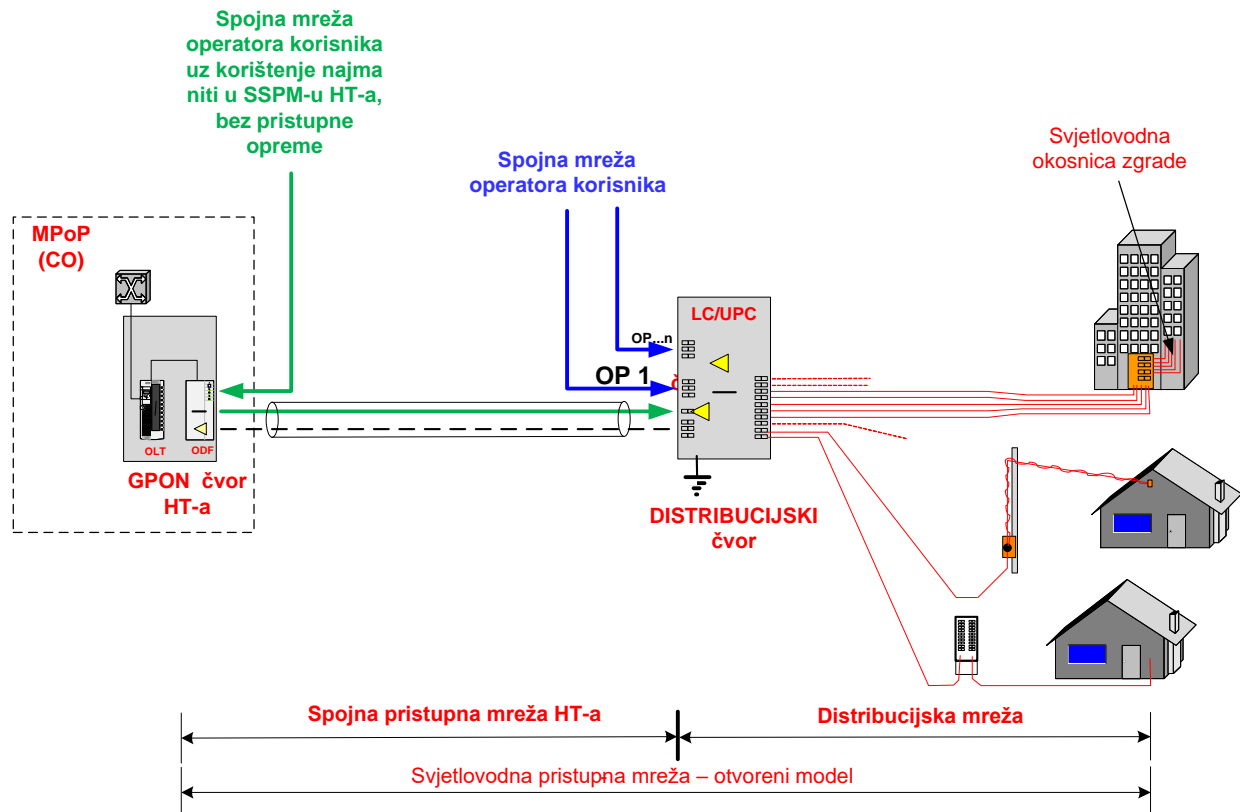 Spojna mreža
operatora korisnika
uz korištenje najma
niti u SSPM-u HT-a,
bez pristupne
opreme
Spojna mreža
operatora korisnika
Svjetlovodna
okosnica zgrade
MPoP
(CO)
LC/UPC
OP...n
OP 1
OLT
ODF
GPON čvor
HT-a
DISTRIBUCIJSKI
čvor
Spojna pristupna mreža HT-a
Distribucijska mreža
Svjetlovodna pristupna mreža – otvoreni model